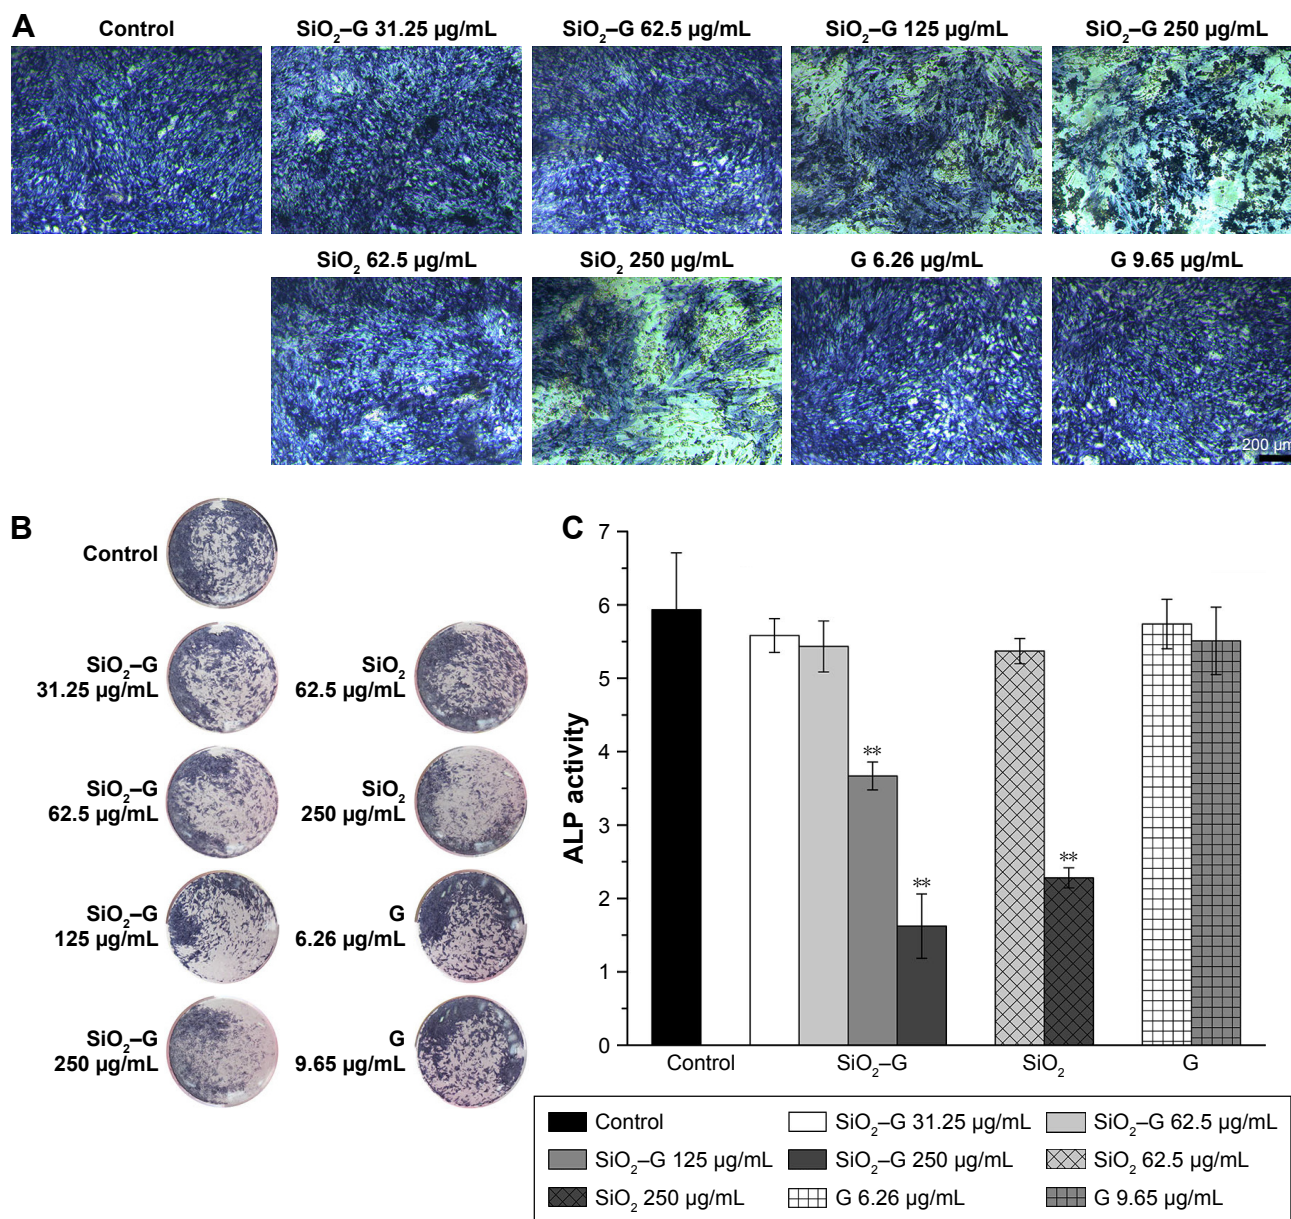 A
Control
SiO₂–G 31.25 µg/mL
SiO₂–G 62.5 µg/mL
SiO₂–G 125 µg/mL
SiO₂–G 250 µg/mL
SiO₂ 62.5 µg/mL
SiO₂ 250 µg/mL
G 6.26 µg/mL
G 9.65 µg/mL
200 µm
B
Control
SiO₂–G
31.25 µg/mL
SiO₂
62.5 µg/mL
SiO₂–G
62.5 µg/mL
SiO₂
250 µg/mL
SiO₂–G
125 µg/mL
G
6.26 µg/mL
SiO₂–G
250 µg/mL
G
9.65 µg/mL
C
ALP activity
7
6
5
4
3
2
1
0
**
**
**
Control
SiO₂–G
SiO₂
G
Control
SiO₂–G 31.25 µg/mL
SiO₂–G 62.5 µg/mL
SiO₂–G 125 µg/mL
SiO₂–G 250 µg/mL
SiO₂ 62.5 µg/mL
SiO₂ 250 µg/mL
G 6.26 µg/mL
G 9.65 µg/mL